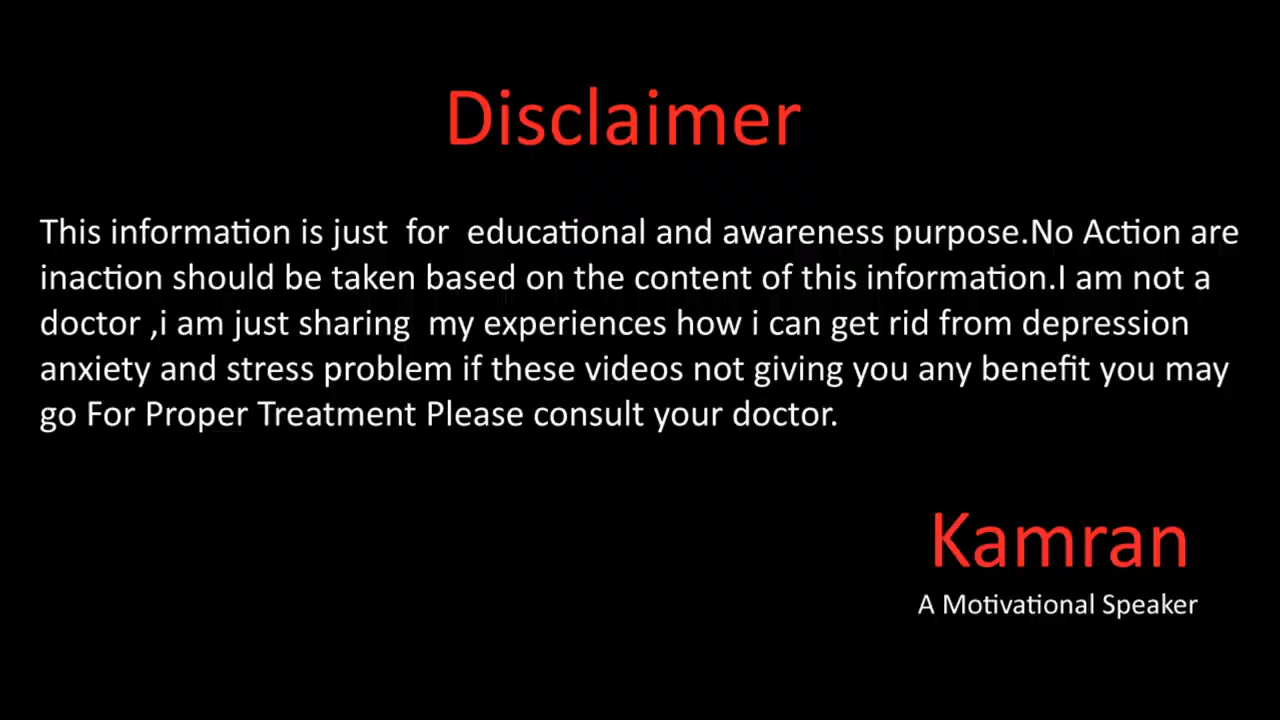 Disclaimer
This information is just  for  educational and awareness purpose.No Action are
inaction should be taken based on the content of this information.I am not a
doctor ,i am just sharing  my experiences how i can get rid from depression
anxiety and stress problem if these videos not giving you any benefit you may
go For Proper Treatment Please consult your doctor.
Kamran
A Motivational Speaker